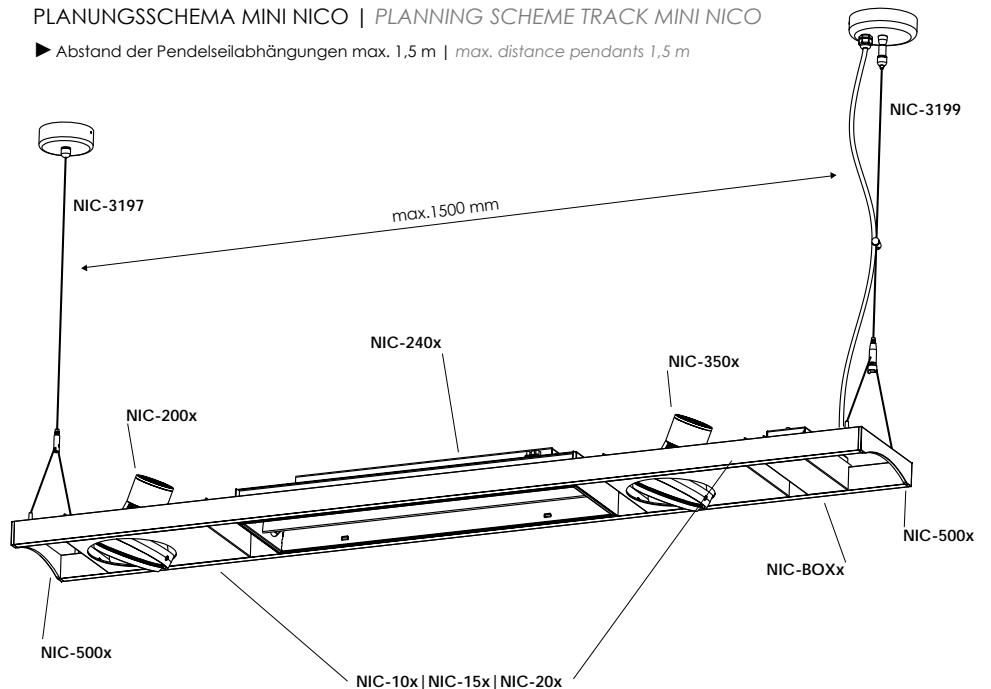 PLANUNGSSCHEMA MINI NICO | PLANNING SCHEME TRACK MINI NICO
► Abstand der Pendelseilabhängungen max. 1,5 m | max. distance pendants 1,5 m
NIC-3199
NIC-3197
max.1500 mm
NIC-240x
NIC-350x
NIC-200x
NIC-500x
NIC-BOXx
NIC-500x
NIC-10x|NIC-15x|NIC-20x